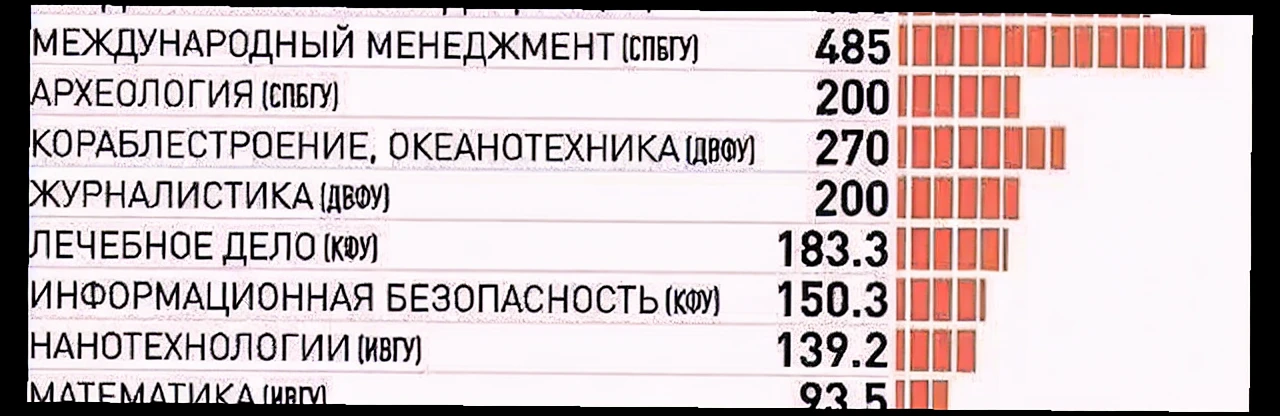 МЕЖДУНАРОДНЫЙ МЕНЕДЖМЕНТ (СПБГУ) 485
АРХЕОЛОГИЯ (СПБГУ) 200
КОРАБЛЕСТРОЕНИЕ, ОКЕАНОТЕХНИКА (ДВФУ) 270
ЖУРНАЛИСТИКА (ДВФУ) 200
ЛЕЧЕБНОЕ ДЕЛО (КФУ) 183.3
ИНФОРМАЦИОННАЯ БЕЗОПАСНОСТЬ (КФУ) 150.3
НАНОТЕХНОЛОГИИ (ИВГУ) 139.2
МАТЕМАТИКА (ИВГУ) 93.5